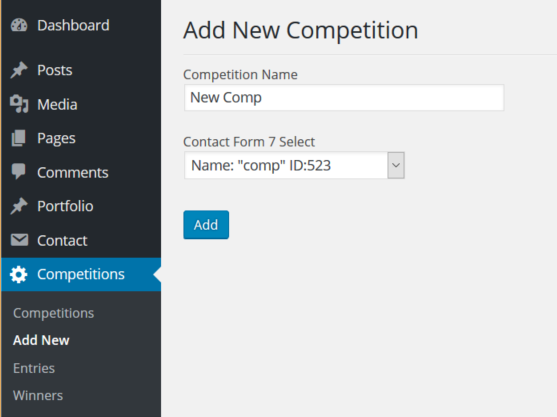 Dashboard
Posts
Media
Pages
Comments
Portfolio
Contact
Competitions
Competitions
Add New
Entries
Winners
Add New Competition
Competition Name
New Comp
Contact Form 7 Select
Name: "comp" ID:523
Add